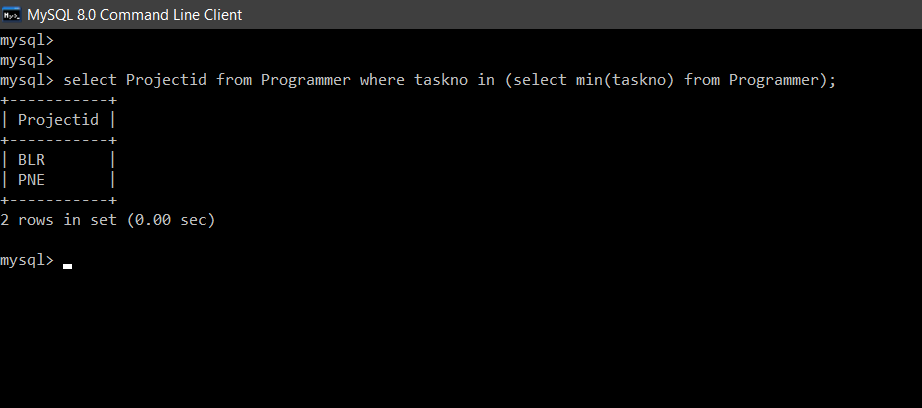 MySQL 8.0 Command Line Client
mysql>
mysql>
mysql> select Projectid from Programmer where taskno in (select min(taskno) from Programmer);
+-----------+
| Projectid |
+-----------+
| BLR       |
| PNE       |
+-----------+
2 rows in set (0.00 sec)
mysql>